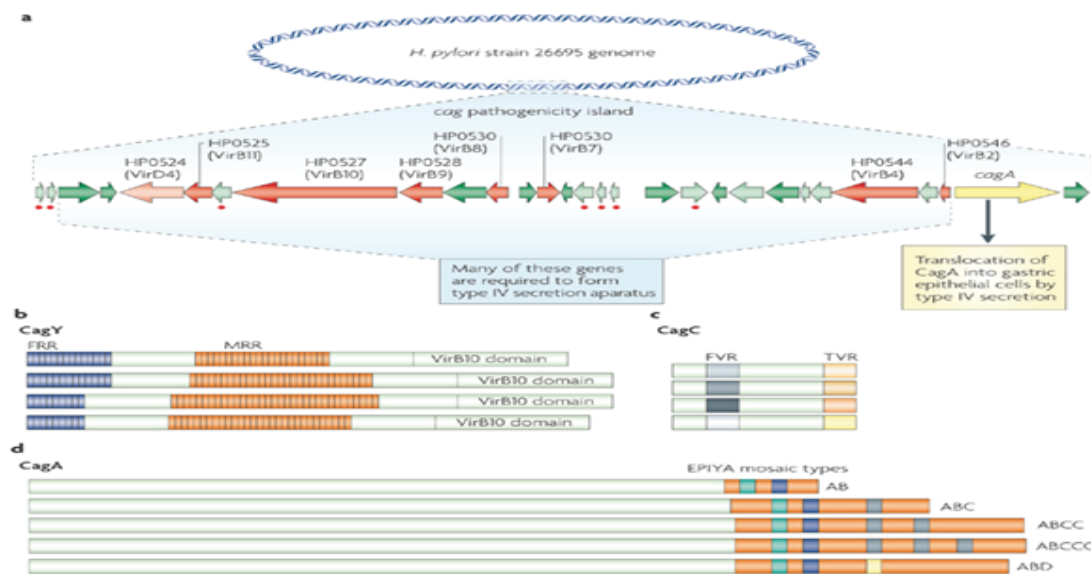 a
H. pylori strain 26695 genome
cag pathogenicity island
HP0524
(VirD4)
HP0525
(VirB11)
HP0527
(VirB10)
HP0528
(VirB9)
HP0530
(VirB8)
HP0530
(VirB7)
HP0544
(VirB4)
HP0546
(VirB2)
cagA
Many of these genes
are required to form
type IV secretion apparatus
Translocation of
CagA into gastric
epithelial cells by
type IV secretion
b
CagY
FRR
MRR
VirB10 domain
VirB10 domain
VirB10 domain
VirB10 domain
c
CagC
FVR
TVR
d
CagA
EPIYA mosaic types
AB
ABC
ABCC
ABCCC
ABD